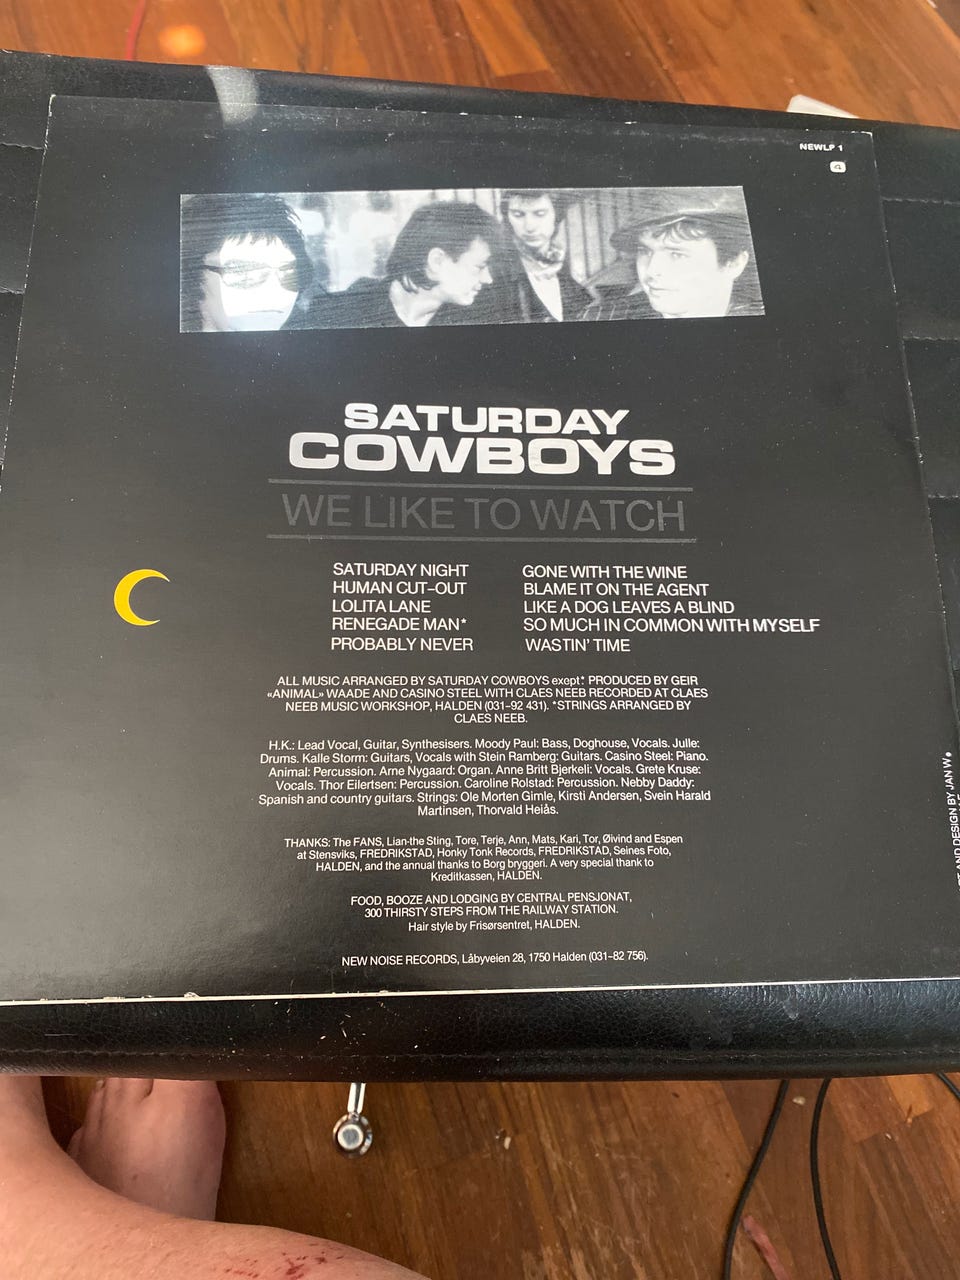 NEWLP 1
4
SATURDAY
COWBOYS
WE LIKE TO WATCH
SATURDAY NIGHT
HUMAN CUT-OUT
LOLITA LANE
RENEGADE MAN*
PROBABLY NEVER
GONE WITH THE WINE
BLAME IT ON THE AGENT
LIKE A DOG LEAVES A BLIND
SO MUCH IN COMMON WITH MYSELF
WASTIN' TIME
ALL MUSIC ARRANGED BY SATURDAY COWBOYS exept* PRODUCED BY GEIR
«ANIMAL» WAADE AND CASINO STEEL WITH CLAES NEEB RECORDED AT CLAES
NEEB MUSIC WORKSHOP, HALDEN (031-92 431). *STRINGS ARRANGED BY
CLAES NEEB.
H.K.: Lead Vocal, Guitar, Synthesisers. Moody Paul: Bass, Doghouse, Vocals. Julle:
Drums. Kalle Storm: Guitars, Vocals with Stein Ramberg: Guitars. Casino Steel: Piano.
Animal: Percussion. Arne Nygaard: Organ. Anne Britt Bjerkeli: Vocals. Grete Kruse:
Vocals. Thor Eilertsen: Percussion. Caroline Rolstad: Percussion. Nebby Daddy:
Spanish and country guitars. Strings: Ole Morten Gimle, Kirsti Andersen, Svein Harald
Martinsen, Thorvald Heiås.
THANKS: The FANS, Lian-the Sting, Tore, Terje, Ann, Mats, Kari, Tor, Øivind and Espen
at Stensviks, FREDRIKSTAD, Honky Tonk Records, FREDRIKSTAD, Seines Foto,
HALDEN, and the annual thanks to Borg bryggeri. A very special thank to
Kreditkassen, HALDEN.
FOOD, BOOZE AND LODGING BY CENTRAL PENSJONAT,
300 THIRSTY STEPS FROM THE RAILWAY STATION.
Hair style by Frisørsentret, HALDEN.
NEW NOISE RECORDS, Låbyveien 28, 1750 Halden (031-82 756).
AND DESIGN BY JAN W.